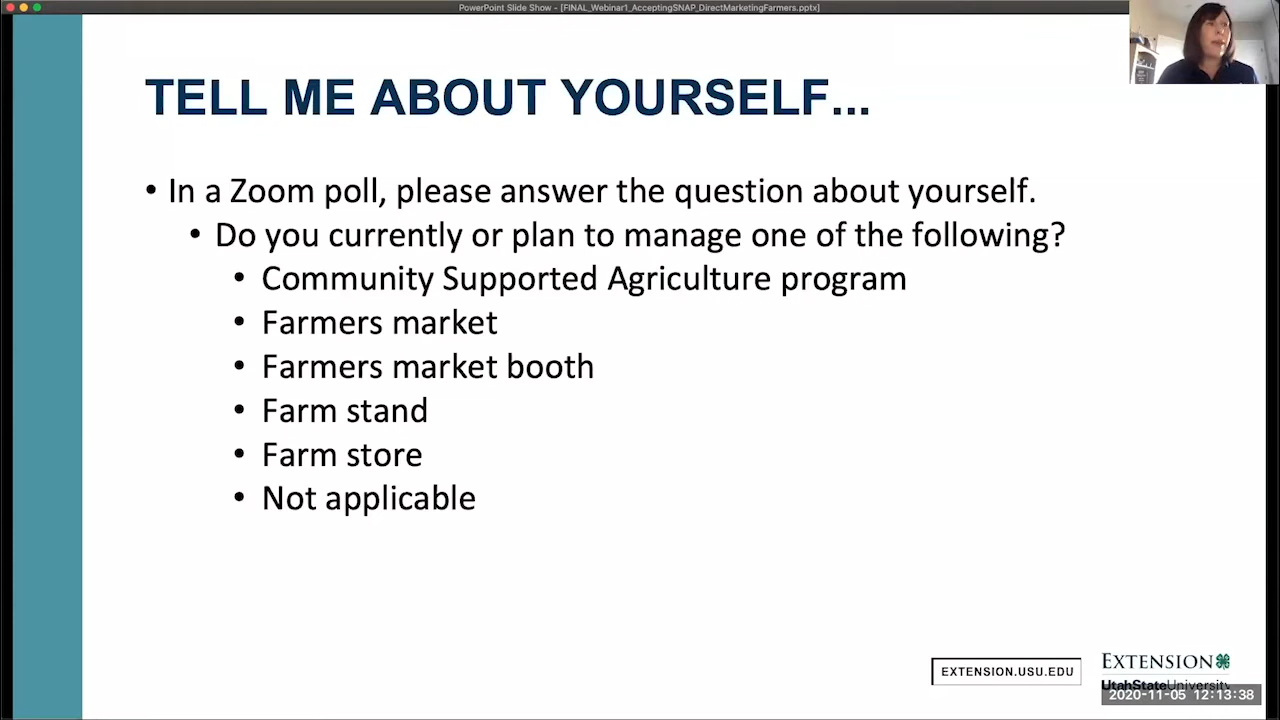 PowerPoint Slide Show - [FINAL_Webinar1_AcceptingSNAP_DirectMarketingFarmers.pptx]
TELL ME ABOUT YOURSELF...
• In a Zoom poll, please answer the question about yourself.
• Do you currently or plan to manage one of the following?
• Community Supported Agriculture program
• Farmers market
• Farmers market booth
• Farm stand
• Farm store
• Not applicable
EXTENSION.USU.EDU
EXTENSION
UtahStateUniversity
2020-11-05 12:13:38